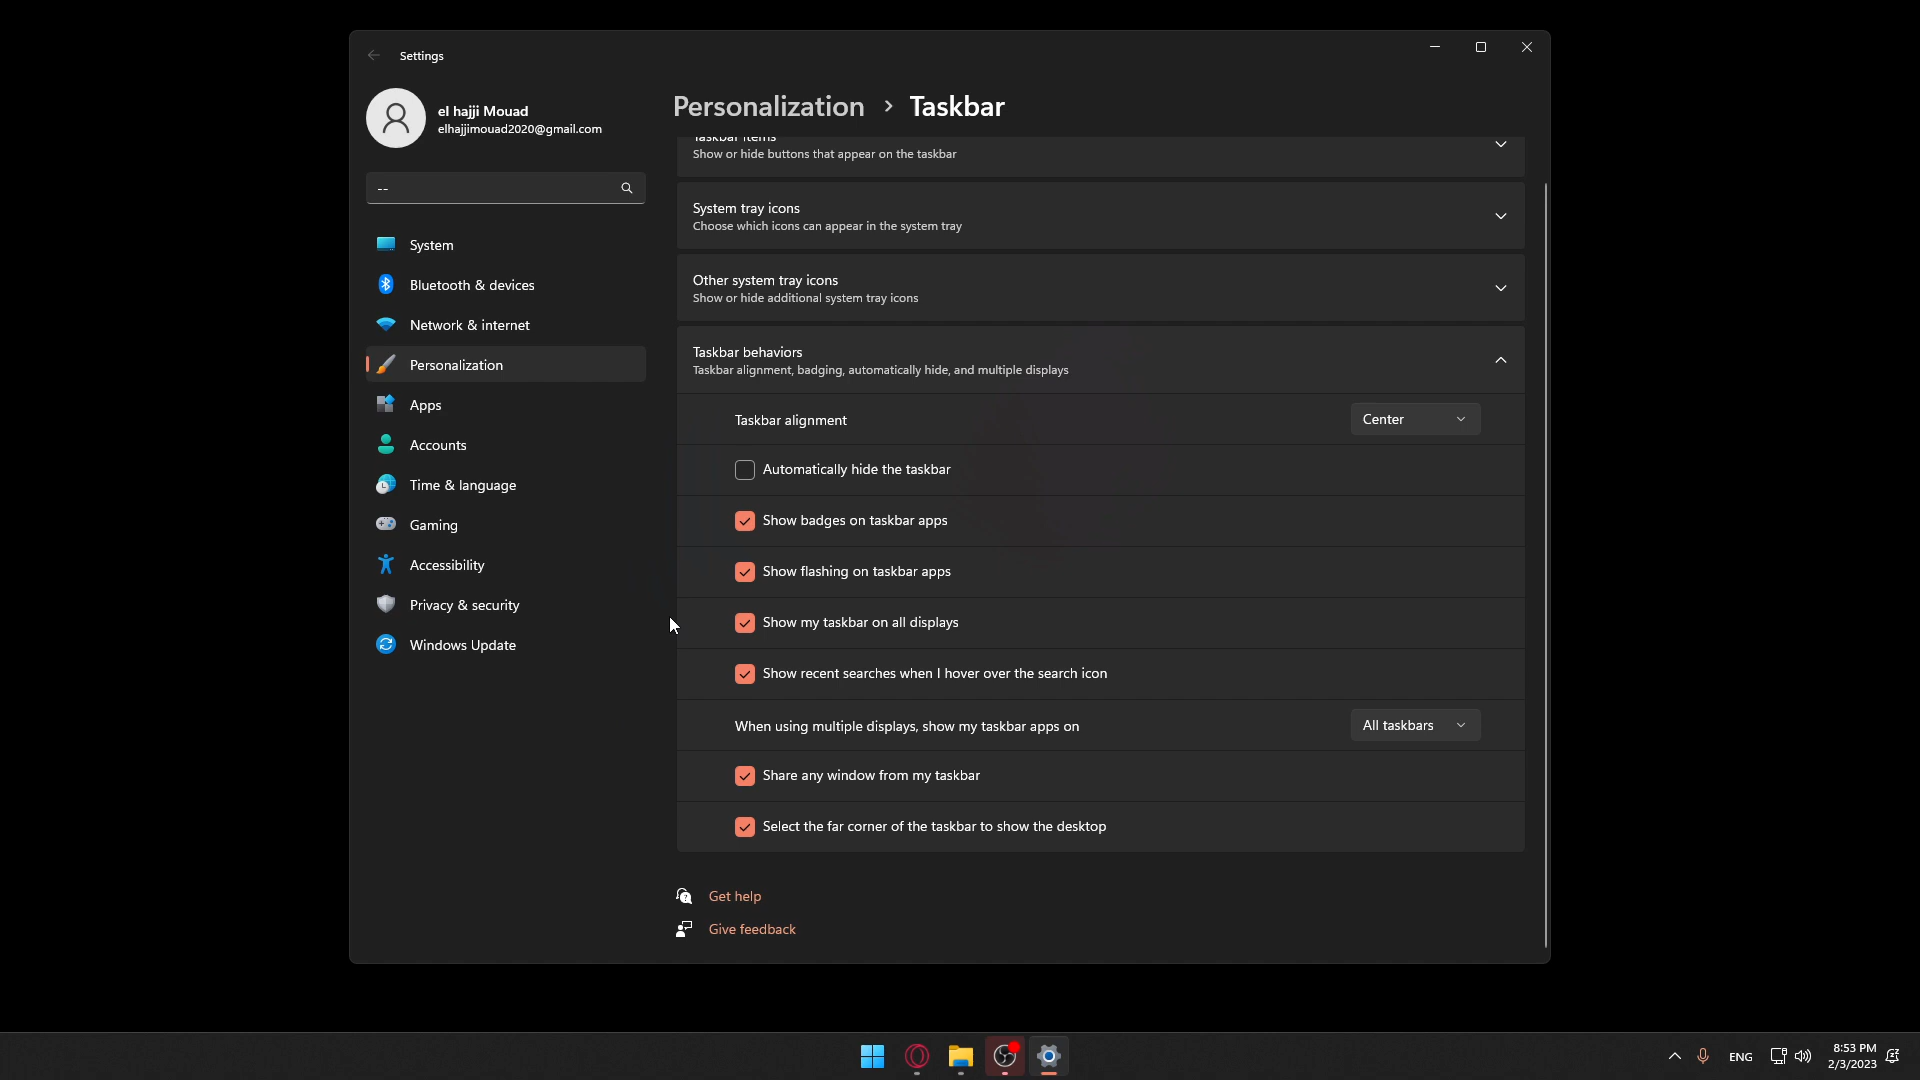 Settings
el hajji Mouad
elhajjimouad2020@gmail.com
--
System
Bluetooth & devices
Network & internet
Personalization
Apps
Accounts
Time & language
Gaming
Accessibility
Privacy & security
Windows Update
Personalization > Taskbar
Taskbar items
Show or hide buttons that appear on the taskbar
System tray icons
Choose which icons can appear in the system tray
Other system tray icons
Show or hide additional system tray icons
Taskbar behaviors
Taskbar alignment, badging, automatically hide, and multiple displays
Taskbar alignment Center
Automatically hide the taskbar
Show badges on taskbar apps
Show flashing on taskbar apps
Show my taskbar on all displays
Show recent searches when I hover over the search icon
When using multiple displays, show my taskbar apps on All taskbars
Share any window from my taskbar
Select the far corner of the taskbar to show the desktop
Get help
Give feedback
ENG
8:53 PM
2/3/2023